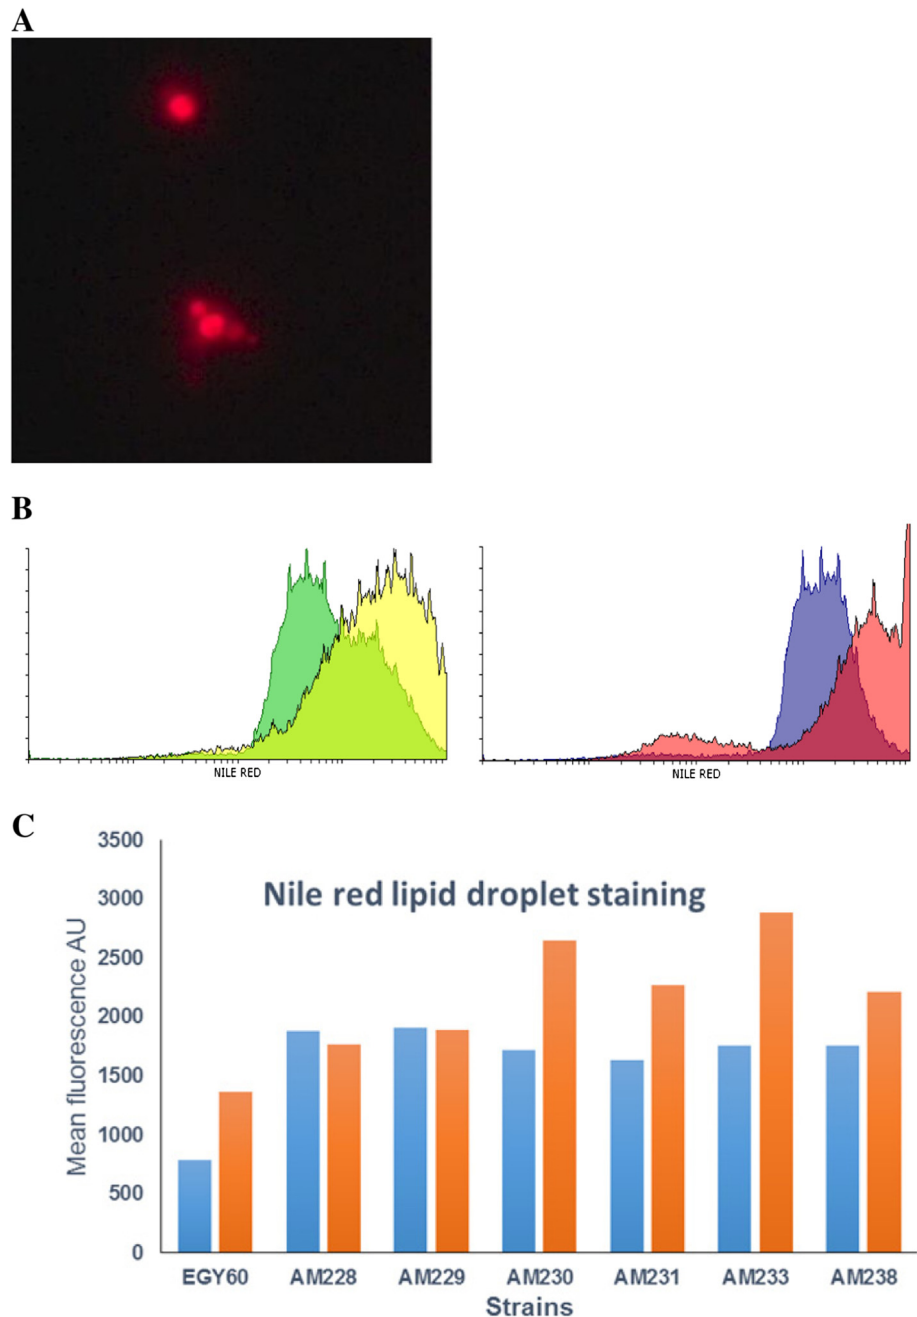 A
B
NILE RED
NILE RED
C
Nile red lipid droplet staining
Mean fluorescence AU
3500
3000
2500
2000
1500
1000
500
0
EGY60 AM228 AM229 AM230 AM231 AM233 AM238
Strains